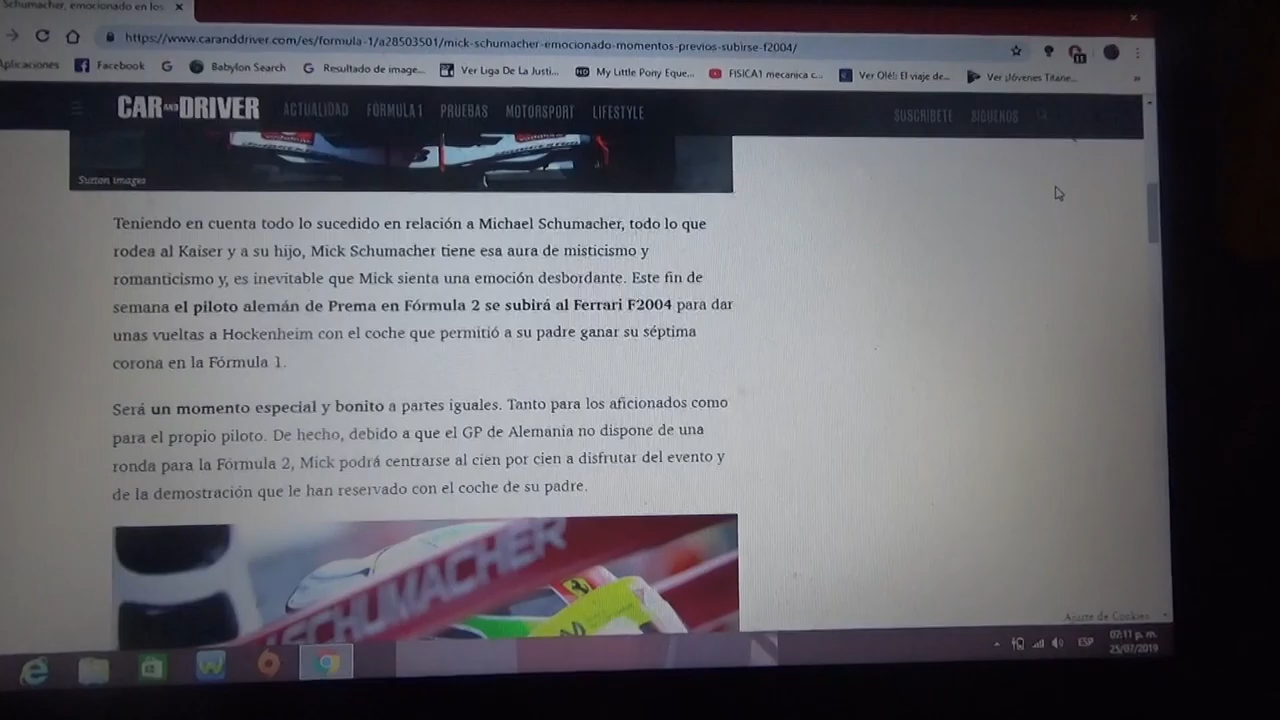 Schumacher, emocionado en los
https://www.caranddriver.com/es/formula-1/a28503501/mick-schumacher-emocionado-momentos-previos-subirse-f2004/
Aplicaciones Facebook Babylon Search Resultado de image... Ver Liga De La Justi... My Little Pony Eque... FISICA1 mecanica c... Ver Olé!: El viaje de... Ver ¡Jóvenes Titane... »
CAR AND DRIVER ACTUALIDAD FÓRMULA 1 PRUEBAS MOTORSPORT LIFESTYLE SUSCRÍBETE SÍGUENOS
Sutton Images
Teniendo en cuenta todo lo sucedido en relación a Michael Schumacher, todo lo que
rodea al Kaiser y a su hijo, Mick Schumacher tiene esa aura de misticismo y
romanticismo y, es inevitable que Mick sienta una emoción desbordante. Este fin de
semana el piloto alemán de Prema en Fórmula 2 se subirá al Ferrari F2004 para dar
unas vueltas a Hockenheim con el coche que permitió a su padre ganar su séptima
corona en la Fórmula 1.
Será un momento especial y bonito a partes iguales. Tanto para los aficionados como
para el propio piloto. De hecho, debido a que el GP de Alemania no dispone de una
ronda para la Fórmula 2, Mick podrá centrarse al cien por cien a disfrutar del evento y
de la demostración que le han reservado con el coche de su padre.
SCHUMACHER
Ajuste de Cookies
ESP 07:11 p. m.
25/07/2019